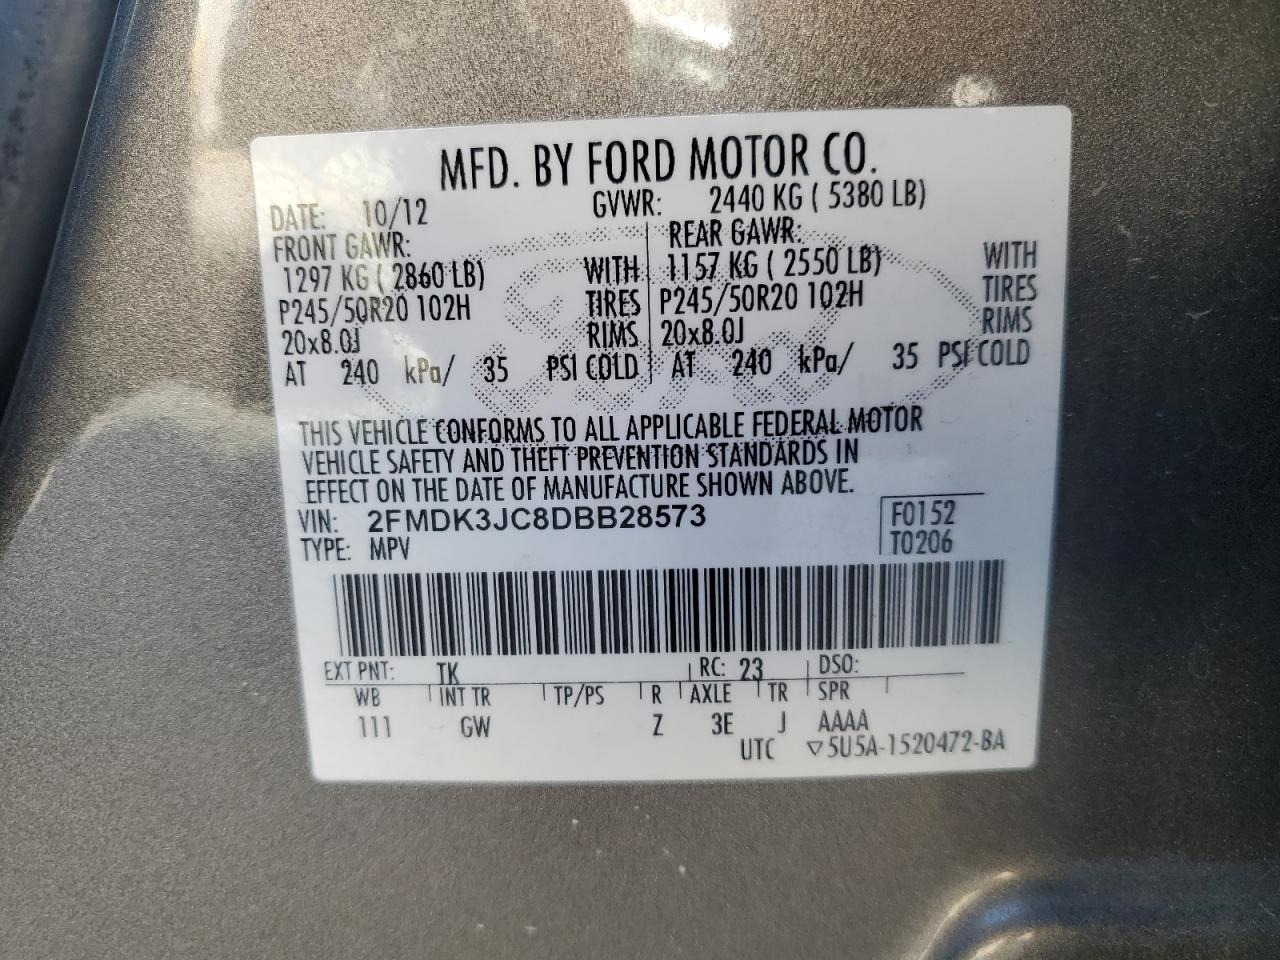 MFD. BY FORD MOTOR CO.
DATE: 10/12 GVWR: 2440 KG ( 5380 LB)
FRONT GAWR: REAR GAWR:
1297 KG ( 2860 LB) WITH 1157 KG ( 2550 LB) WITH
P245/50R20 102H TIRES P245/50R20 102H TIRES
20x8.0J RIMS 20x8.0J RIMS
AT 240 kPa/ 35 PSI COLD AT 240 kPa/ 35 PSI COLD
THIS VEHICLE CONFORMS TO ALL APPLICABLE FEDERAL MOTOR
VEHICLE SAFETY AND THEFT PREVENTION STANDARDS IN
EFFECT ON THE DATE OF MANUFACTURE SHOWN ABOVE.
VIN: 2FMDK3JC8DBB28573 F0152
TYPE: MPV T0206
EXT PNT: TK RC: 23 DSO:
WB INT TR TP/PS R AXLE TR SPR
111 GW Z 3E J AAAA
UTC ▽5U5A-1520472-BA